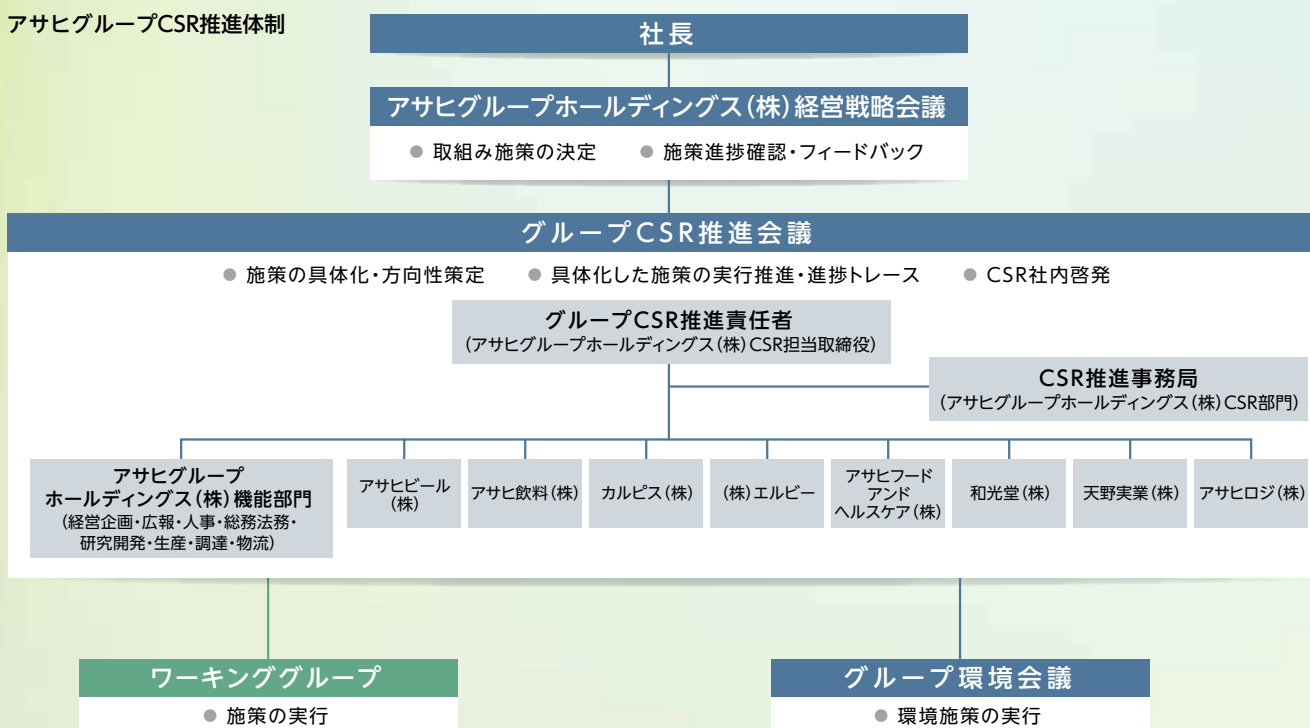 アサヒグループCSR推進体制
社長
アサヒグループホールディングス(株)経営戦略会議
● 取組み施策の決定 ● 施策進捗確認・フィードバック
グループCSR推進会議
● 施策の具体化・方向性策定 ● 具体化した施策の実行推進・進捗トレース ● CSR社内啓発
グループCSR推進責任者
(アサヒグループホールディングス(株)CSR担当取締役)
CSR推進事務局
(アサヒグループホールディングス(株)CSR部門)
アサヒグループ
ホールディングス(株)機能部門
(経営企画・広報・人事・総務法務・
研究開発・生産・調達・物流)
アサヒビール
(株)
アサヒ飲料(株)
カルピス(株)
(株)エルビー
アサヒフード
アンド
ヘルスケア(株)
和光堂(株)
天野実業(株)
アサヒロジ(株)
ワーキンググループ
● 施策の実行
グループ環境会議
● 環境施策の実行